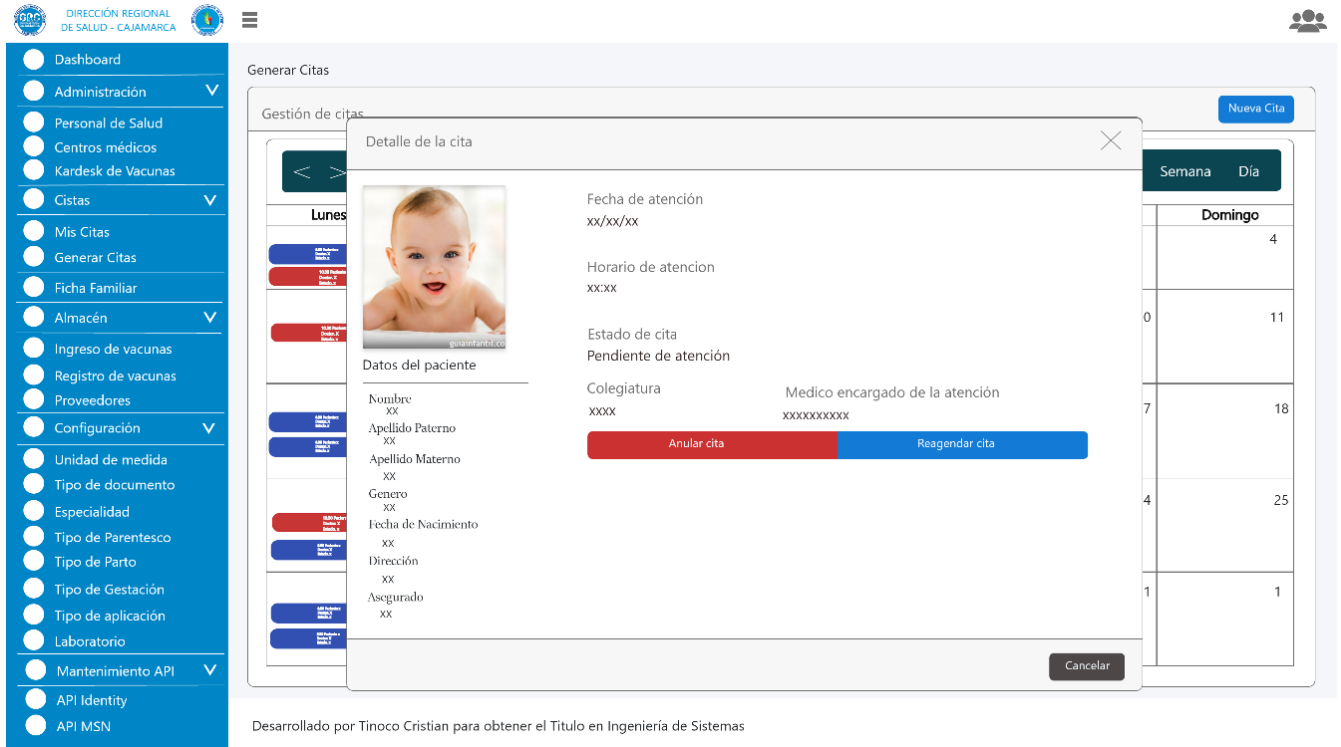 DIRECCIÓN REGIONAL
DE SALUD - CAJAMARCA
Dashboard
Administración
Personal de Salud
Centros médicos
Kardesk de Vacunas
Cistas
Mis Citas
Generar Citas
Ficha Familiar
Almacén
Ingreso de vacunas
Registro de vacunas
Proveedores
Configuración
Unidad de medida
Tipo de documento
Especialidad
Tipo de Parentesco
Tipo de Parto
Tipo de Gestación
Tipo de aplicación
Laboratorio
Mantenimiento API
API Identity
API MSN
Generar Citas
Gestión de citas
Nueva Cita
< >
Semana Día
Lunes
Domingo
4
0 11
7 18
4 25
1 1
Detalle de la cita
guiainfantil.co
Datos del paciente
Nombre
xx
Apellido Paterno
xx
Apellido Materno
xx
Genero
xx
Fecha de Nacimiento
xx
Dirección
xx
Asegurado
xx
Fecha de atención
xx/xx/xx
Horario de atencion
xx:xx
Estado de cita
Pendiente de atención
Colegiatura Medico encargado de la atención
xxxx xxxxxxxxxx
Anular cita Reagendar cita
Cancelar
Desarrollado por Tinoco Cristian para obtener el Titulo en Ingeniería de Sistemas